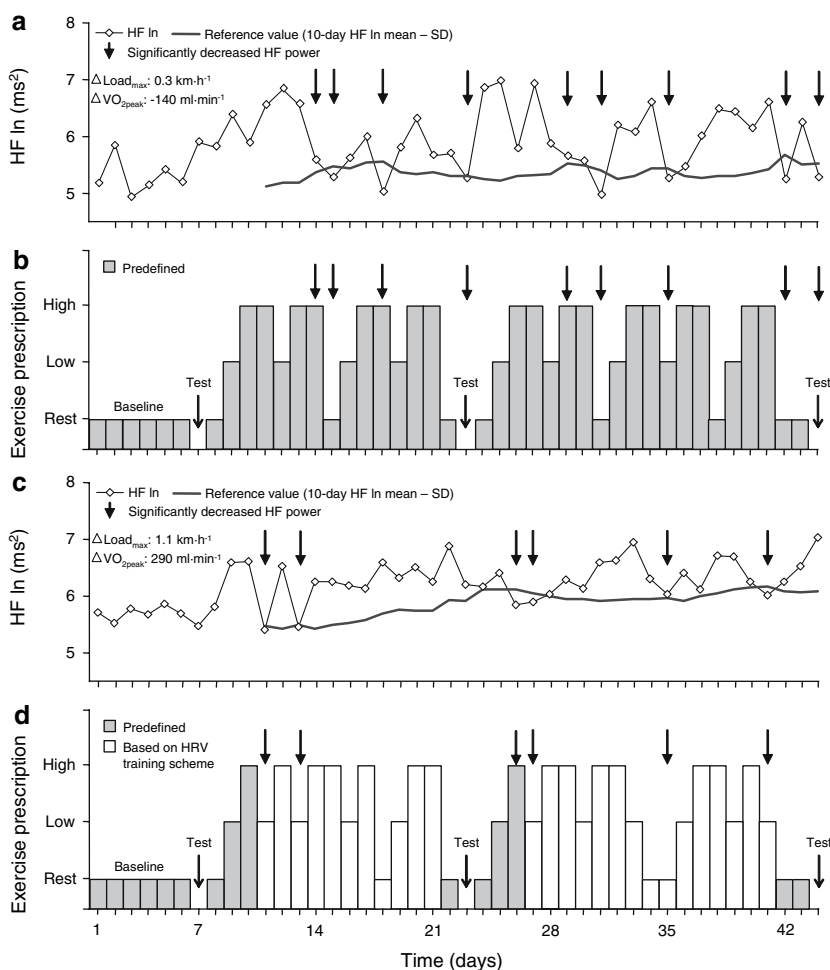 a
8
7
6
5
HF ln (ms²)
HF ln
Reference value (10-day HF ln mean – SD)
Significantly decreased HF power
△Loadmax: 0.3 km·h⁻¹
△VO2peak: -140 ml·min⁻¹
b
Predefined
High
Low
Rest
Exercise prescription
Baseline
Test
Test
Test
c
8
7
6
5
HF ln (ms²)
HF ln
Reference value (10-day HF ln mean – SD)
Significantly decreased HF power
△Loadmax: 1.1 km·h⁻¹
△VO2peak: 290 ml·min⁻¹
d
Predefined
Based on HRV
training scheme
High
Low
Rest
Exercise prescription
Baseline
Test
Test
Test
1 7 14 21 28 35 42
Time (days)